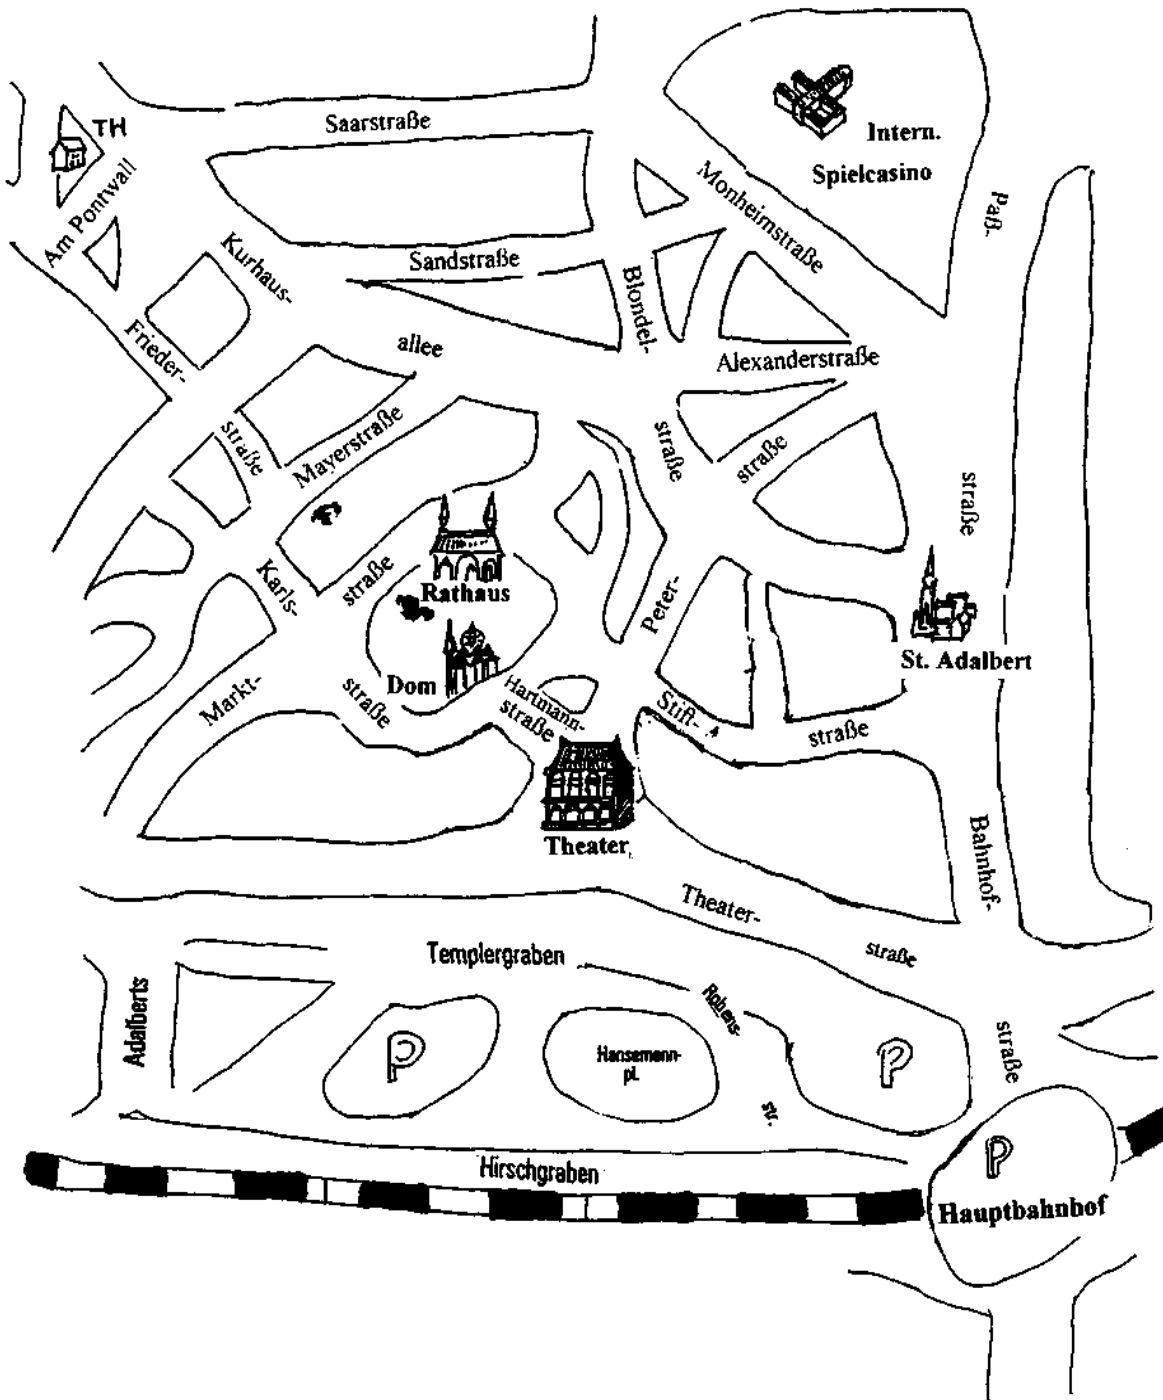 TH
Saarstraße
Intern.
Spielcasino
Am Pontwall
Monheimstraße
Paß-
Kurhaus-
Sandstraße
Blondel-
Frieder-
allee
Alexanderstraße
straße
Mayerstraße
straße
straße
straße
Karls-
straße
Rathaus
Peter-
St. Adalbert
Dom
Markt-
straße
Hartmann-
straße
Stift-
straße
Theater
Bahnhof-
Theater-
straße
Templergraben
Adalberts
Robens-
straße
P
Hansemann-
pl.
P
str.
P
Hirschgraben
Hauptbahnhof